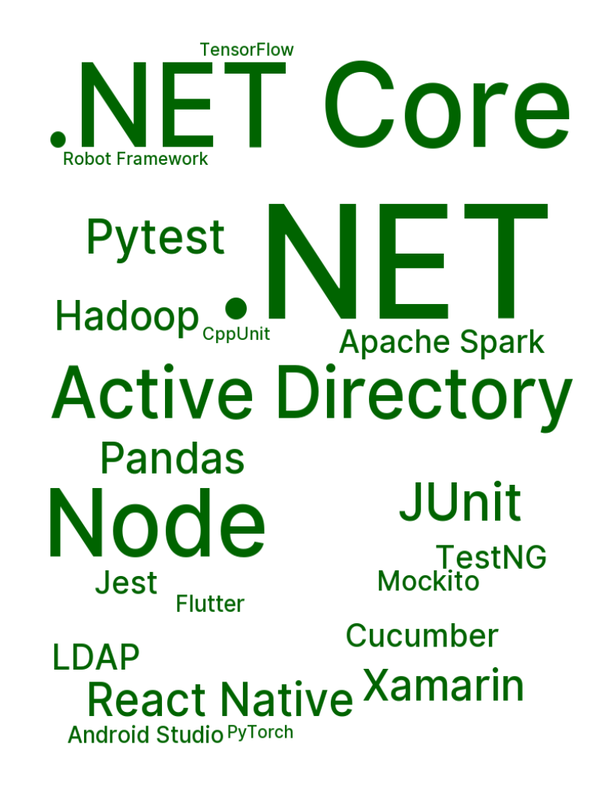 TensorFlow
.NET Core
Robot Framework
Pytest
.NET
Hadoop
CppUnit
Apache Spark
Active Directory
Pandas
Node
JUnit
TestNG
Jest
Mockito
Flutter
Cucumber
LDAP
React Native
Xamarin
Android Studio
PyTorch